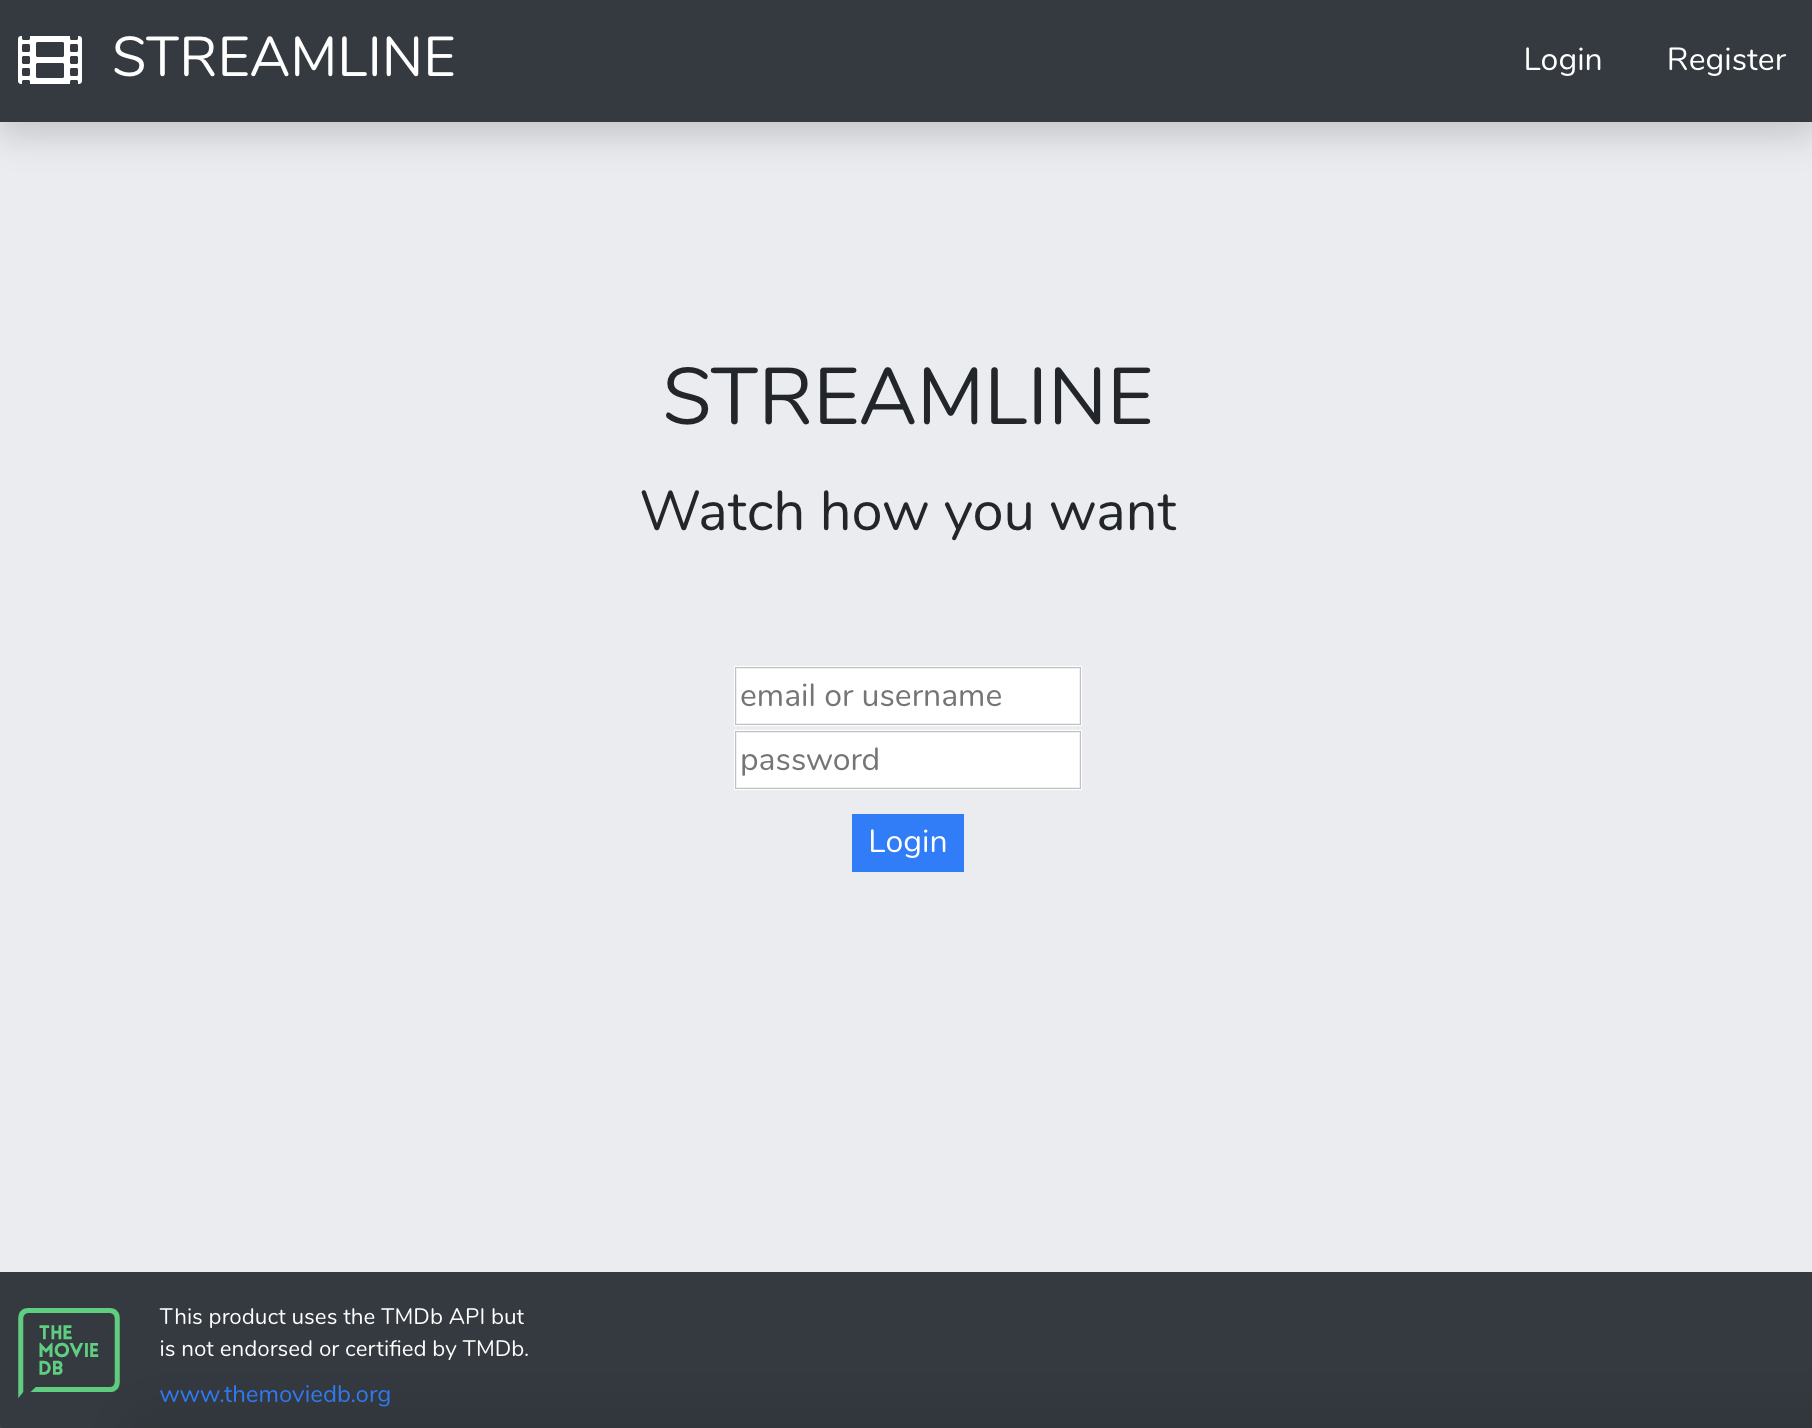 STREAMLINE
Login
Register
STREAMLINE
Watch how you want
email or username
password
Login
THE
MOVIE
DB
This product uses the TMDb API but
is not endorsed or certified by TMDb.
www.themoviedb.org